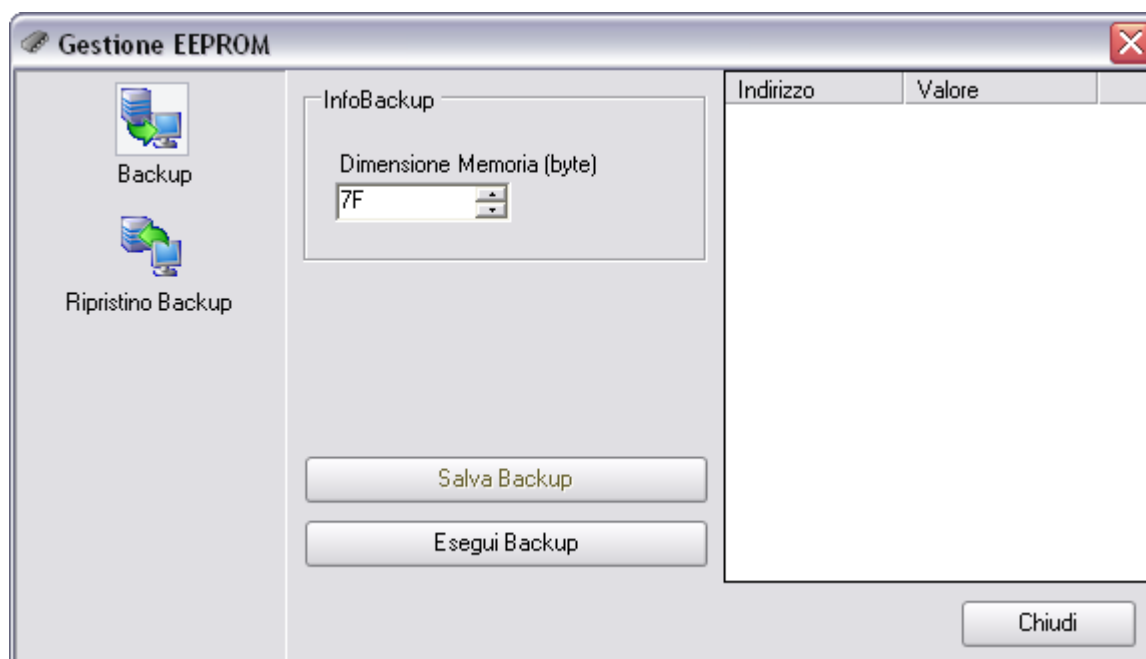 Gestione EEPROM
Backup
Ripristino Backup
InfoBackup
Dimensione Memoria (byte)
7F
Salva Backup
Esegui Backup
Indirizzo Valore
Chiudi